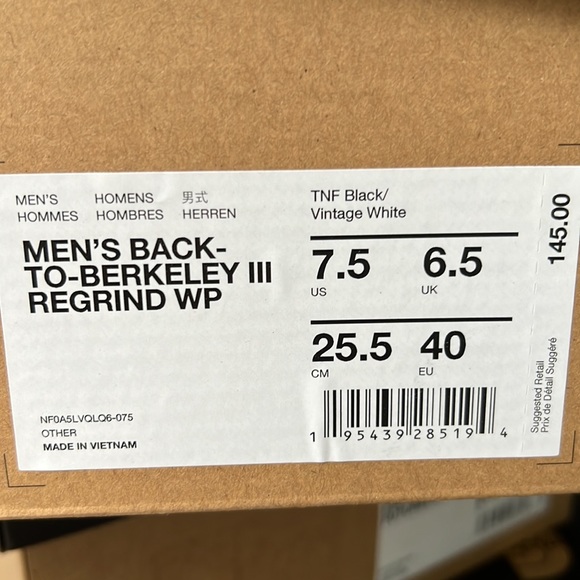 MEN'S HOMENS 男式
HOMMES HOMBRES HERREN
MEN'S BACK-
TO-BERKELEY III
REGRIND WP
NF0A5LVQLQ6-075
OTHER
MADE IN VIETNAM
TNF Black/
Vintage White
7.5 6.5
US UK
25.5 40
CM EU
1 95439 28519 4
145.00
Suggested Retail
Prix de Détail Suggéré